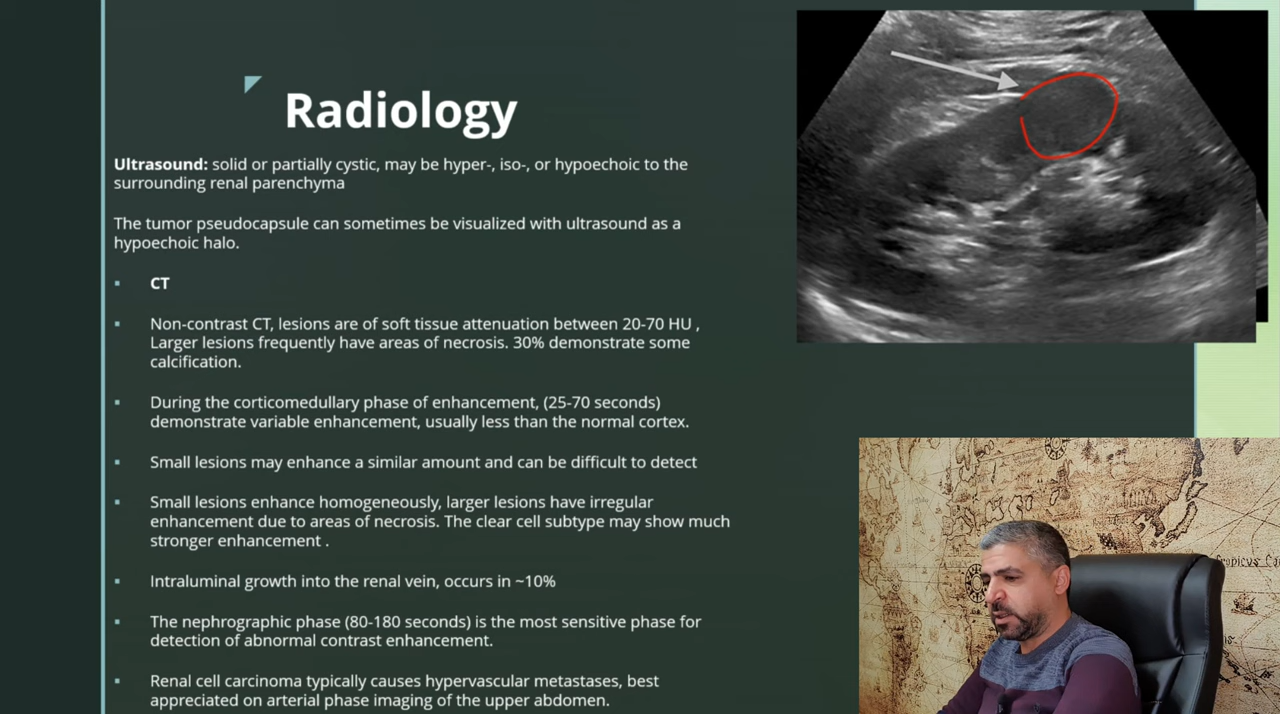 Radiology
Ultrasound: solid or partially cystic, may be hyper-, iso-, or hypoechoic to the
surrounding renal parenchyma
The tumor pseudocapsule can sometimes be visualized with ultrasound as a
hypoechoic halo.
▪ CT
▪ Non-contrast CT, lesions are of soft tissue attenuation between 20-70 HU ,
Larger lesions frequently have areas of necrosis. 30% demonstrate some
calcification.
▪ During the corticomedullary phase of enhancement, (25-70 seconds)
demonstrate variable enhancement, usually less than the normal cortex.
▪ Small lesions may enhance a similar amount and can be difficult to detect
▪ Small lesions enhance homogeneously, larger lesions have irregular
enhancement due to areas of necrosis. The clear cell subtype may show much
stronger enhancement .
▪ Intraluminal growth into the renal vein, occurs in ~10%
▪ The nephrographic phase (80-180 seconds) is the most sensitive phase for
detection of abnormal contrast enhancement.
▪ Renal cell carcinoma typically causes hypervascular metastases, best
appreciated on arterial phase imaging of the upper abdomen.